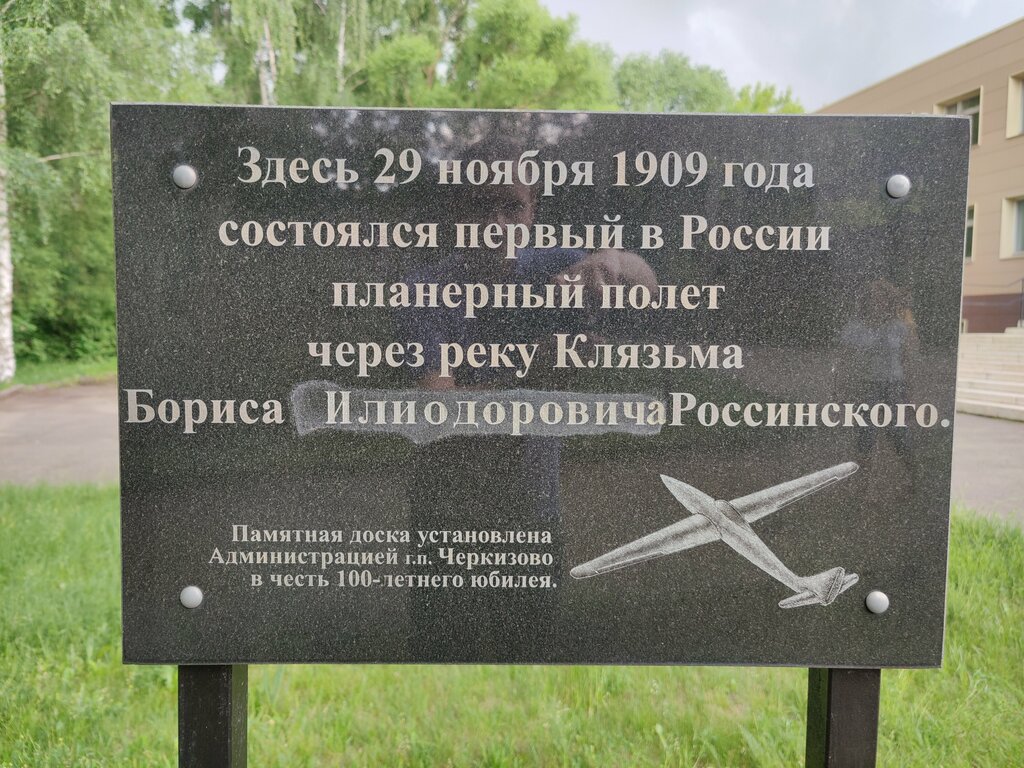 Здесь 29 ноября 1909 года
состоялся первый в России
планерный полет
через реку Клязьма
Бориса Илиодоровича Россинского.
Памятная доска установлена
Администрацией г.п. Черкизово
в честь 100-летнего юбилея.